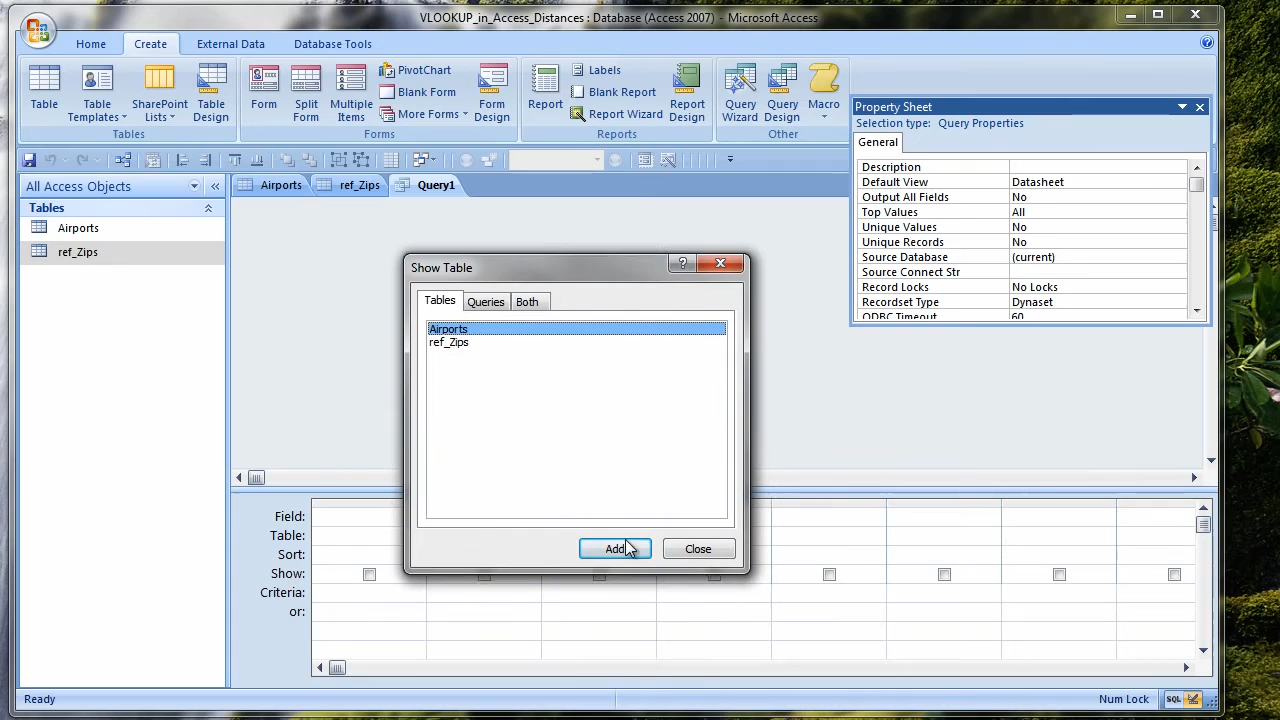 VLOOKUP_in_Access_Distances : Database (Access 2007) - Microsoft Access
Home Create External Data Database Tools
Table
Table Templates
SharePoint Lists
Table Design
Tables
Form
Split Form
Multiple Items
PivotChart
Blank Form
More Forms
Form Design
Forms
Report
Labels
Blank Report
Report Wizard
Report Design
Reports
Query Wizard
Query Design
Macro
Other
Property Sheet
Selection type: Query Properties
General
Description
Default View Datasheet
Output All Fields No
Top Values All
Unique Values No
Unique Records No
Source Database (current)
Source Connect Str
Record Locks No Locks
Recordset Type Dynaset
ODBC Timeout 60
All Access Objects
Tables
Airports
ref_Zips
Airports ref_Zips Query1
Show Table
Tables Queries Both
Airports
ref_Zips
Add Close
Field:
Table:
Sort:
Show:
Criteria:
or:
Ready
Num Lock
SQL